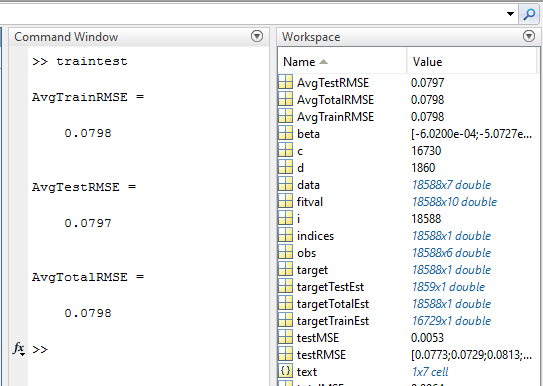 Command Window
>> traintest
AvgTrainRMSE =
0.0798
AvgTestRMSE =
0.0797
AvgTotalRMSE =
0.0798
fx >>
Workspace
Name Value
AvgTestRMSE 0.0797
AvgTotalRMSE 0.0798
AvgTrainRMSE 0.0798
beta [-6.0200e-04;-5.0727e...
c 16730
d 1860
data 18588x7 double
fitval 18588x10 double
i 18588
indices 18588x1 double
obs 18588x6 double
target 18588x1 double
targetTestEst 1859x1 double
targetTotalEst 18588x1 double
targetTrainEst 16729x1 double
testMSE 0.0053
testRMSE [0.0773;0.0729;0.0813;...
text 1x7 cell